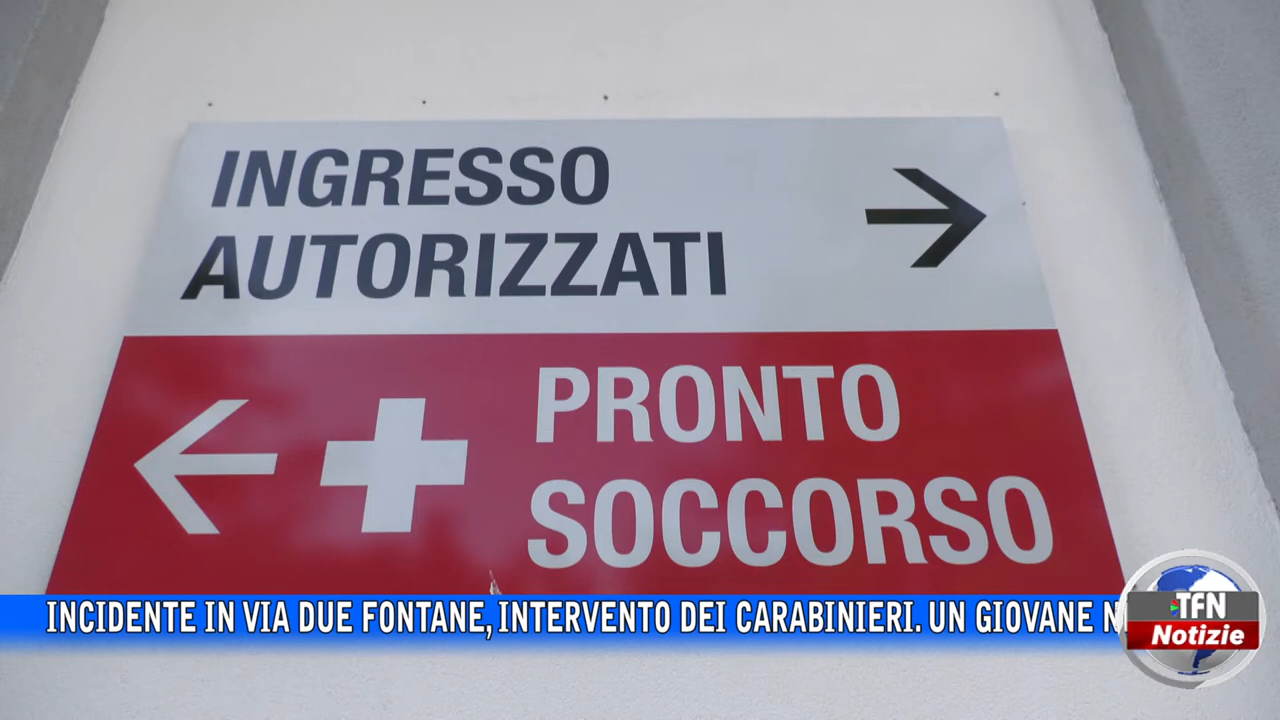 INGRESSO
AUTORIZZATI
PRONTO
SOCCORSO
INCIDENTE IN VIA DUE FONTANE, INTERVENTO DEI CARABINIERI. UN GIOVANE
TFN
Notizie